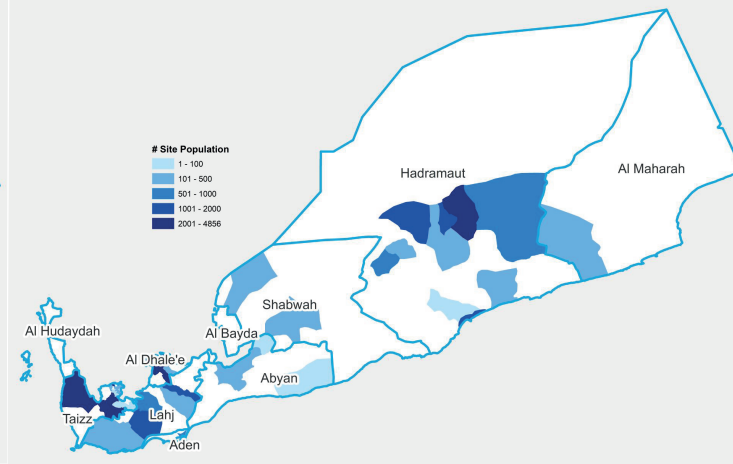 # Site Population
1 - 100
101 - 500
501 - 1000
1001 - 2000
2001 - 4856
Hadramaut
Al Maharah
Shabwah
Al Hudaydah
Al Bayda
Al Dhale'e
Abyan
Taizz
Lahj
Aden